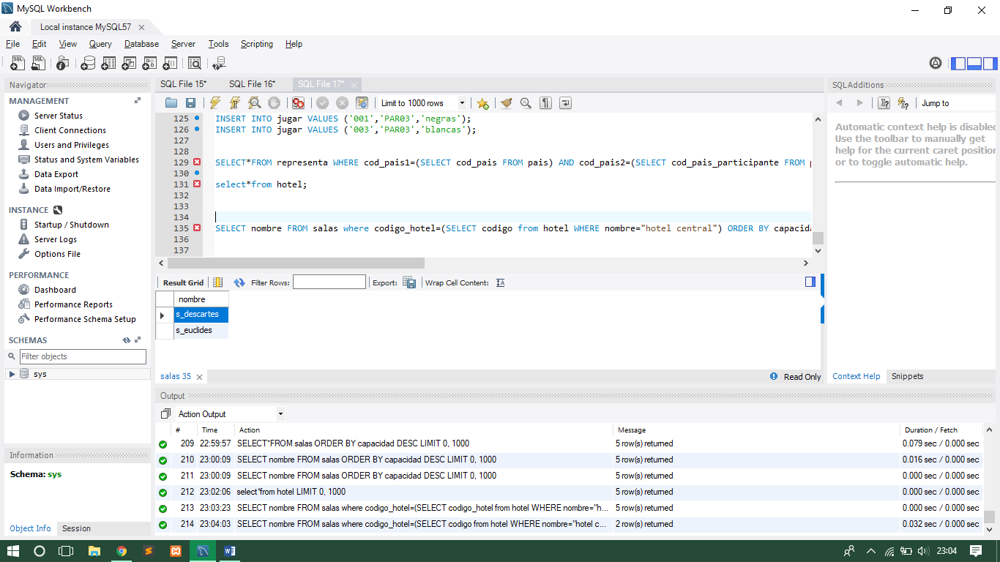 MySQL Workbench
Local instance MySQL57
File Edit View Query Database Server Tools Scripting Help
Navigator
MANAGEMENT
Server Status
Client Connections
Users and Privileges
Status and System Variables
Data Export
Data Import/Restore
INSTANCE
Startup / Shutdown
Server Logs
Options File
PERFORMANCE
Dashboard
Performance Reports
Performance Schema Setup
SCHEMAS
Filter objects
sys
Information
Schema: sys
Object Info Session
SQL File 15* SQL File 16* SQL File 17*
Limit to 1000 rows
125 INSERT INTO jugar VALUES ('001','PAR03','negras');
126 INSERT INTO jugar VALUES ('003','PAR03','blancas');
127
128
129 SELECT*FROM representa WHERE cod_pais1=(SELECT cod_pais FROM pais) AND cod_pais2=(SELECT cod_pais_participante FROM p
130
131 select*from hotel;
132
133
134
135 SELECT nombre FROM salas where codigo_hotel=(SELECT codigo from hotel WHERE nombre="hotel central") ORDER BY capacida
136
137
Result Grid Filter Rows: Export: Wrap Cell Content:
nombre
s_descartes
s_euclides
salas 35 Read Only
SQLAdditions
Jump to
Automatic context help is disabled
Use the toolbar to manually get
help for the current caret position
or to toggle automatic help.
Context Help Snippets
Output
Action Output
# Time Action Message Duration / Fetch
209 22:59:57 SELECT*FROM salas ORDER BY capacidad DESC LIMIT 0, 1000 5 row(s) returned 0.079 sec / 0.000 sec
210 23:00:09 SELECT nombre FROM salas ORDER BY capacidad DESC LIMIT 0, 1000 5 row(s) returned 0.016 sec / 0.000 sec
211 23:00:09 SELECT nombre FROM salas ORDER BY capacidad DESC LIMIT 0, 1000 5 row(s) returned 0.000 sec / 0.000 sec
212 23:02:06 select*from hotel LIMIT 0, 1000 5 row(s) returned 0.000 sec / 0.000 sec
213 23:03:23 SELECT nombre FROM salas where codigo_hotel=(SELECT codigo_hotel from hotel WHERE nombre="h... 5 row(s) returned 0.000 sec / 0.000 sec
214 23:04:03 SELECT nombre FROM salas where codigo_hotel=(SELECT codigo from hotel WHERE nombre="hotel c... 2 row(s) returned 0.032 sec / 0.000 sec
23:04